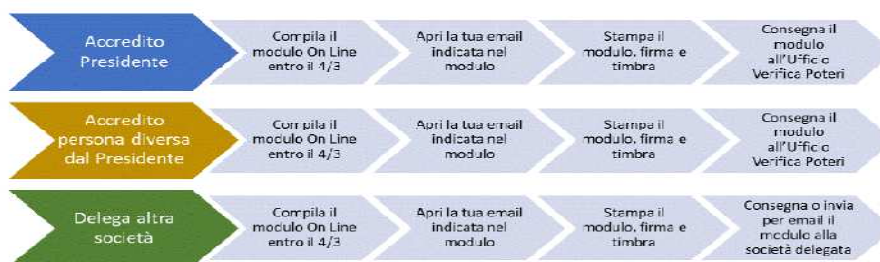 Accredito
Presidente
Compila il
modulo On Line
entro il 4/3
Apri la tua email
indicata nel
modulo
Stampa il
modulo, firma e
timbra
Consegna il
modulo
all'Ufficio
Verifica Poteri
Accredito
persona diversa
dal Presidente
Compila il
modulo On Line
entro il 4/3
Apri la tua email
indicata nel
modulo
Stampa il
modulo, firma e
timbra
Consegna il
modulo
all'Ufficio
Verifica Poteri
Delega altra
società
Compila il
modulo On Line
entro il 4/3
Apri la tua email
indicata nel
modulo
Stampa il
modulo, firma e
timbra
Consegna o invia
per email il
modulo alla
società delegata